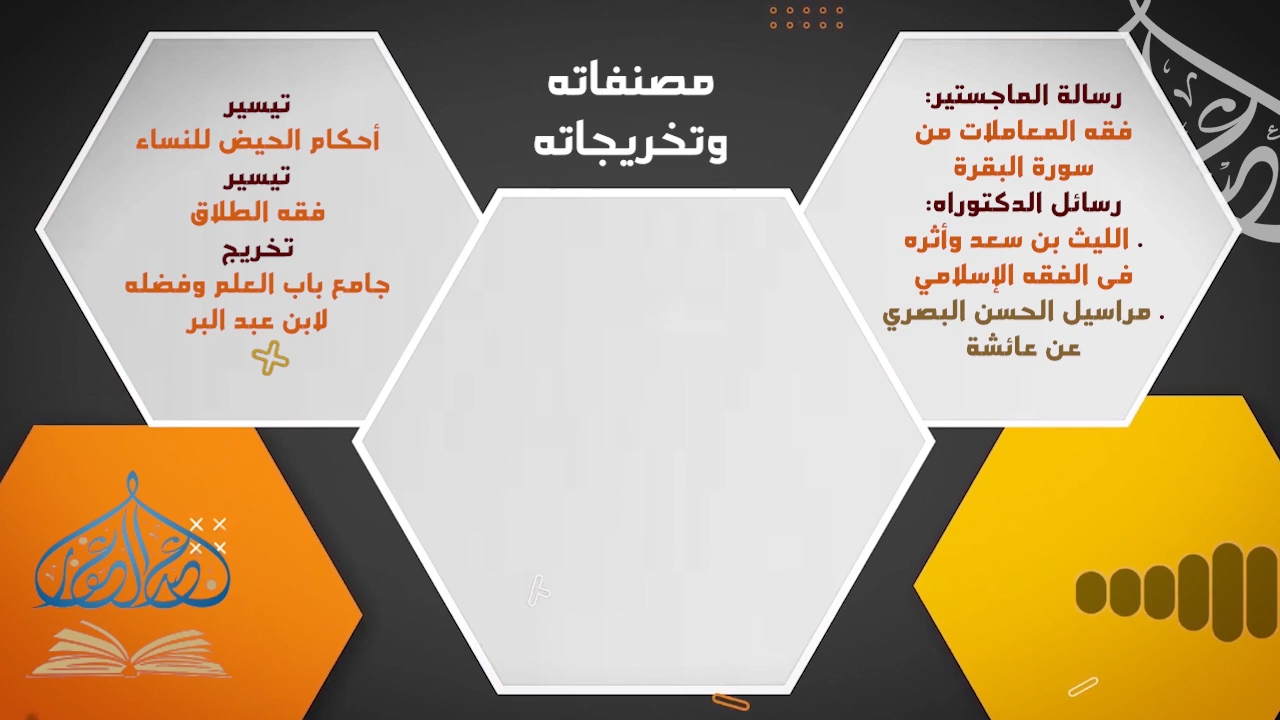 مصنفاته
وتخريجاته
رسالة الماجستير:
فقه المعاملات من
سورة البقرة
رسائل الدكتوراه:
. الليث بن سعد وأثره
فى الفقه الإسلامي
. مراسيل الحسن البصري
عن عائشة
تيسير
أحكام الحيض للنساء
تيسير
فقه الطلاق
تخريج
جامع باب العلم وفضله
لابن عبد البر